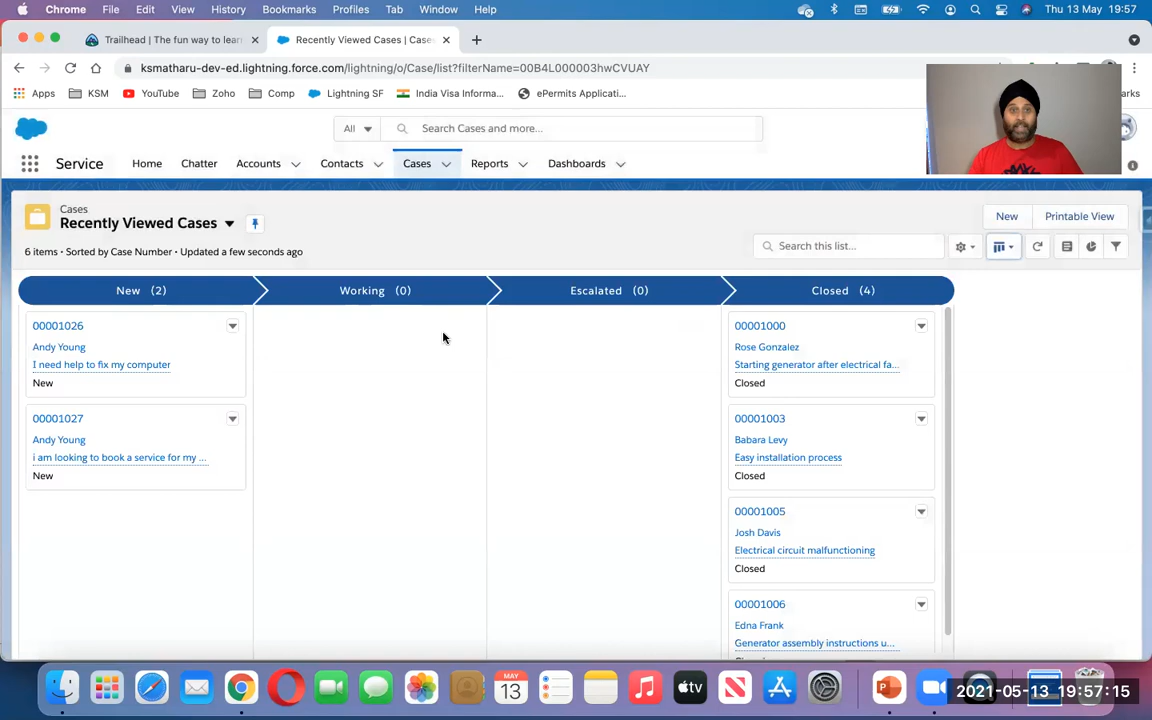 Chrome File Edit View History Bookmarks Profiles Tab Window Help Thu 13 May 19:57
Trailhead | The fun way to lear Recently Viewed Cases | Cases
ksmatharu-dev-ed.lightning.force.com/lightning/o/Case/list?filterName=00B4L000003hwCVUAY
Apps KSM YouTube Zoho Comp Lightning SF India Visa Informa... ePermits Applicati... arks
All Search Cases and more...
Service Home Chatter Accounts Contacts Cases Reports Dashboards
Cases
Recently Viewed Cases
New Printable View
6 items • Sorted by Case Number • Updated a few seconds ago
Search this list...
New (2) Working (0) Escalated (0) Closed (4)
00001026
Andy Young
I need help to fix my computer
New
00001027
Andy Young
i am looking to book a service for my ...
New
00001000
Rose Gonzalez
Starting generator after electrical fa...
Closed
00001003
Babara Levy
Easy installation process
Closed
00001005
Josh Davis
Electrical circuit malfunctioning
Closed
00001006
Edna Frank
Generator assembly instructions u...
MAY
13
tv
2021-05-13 19:57:15